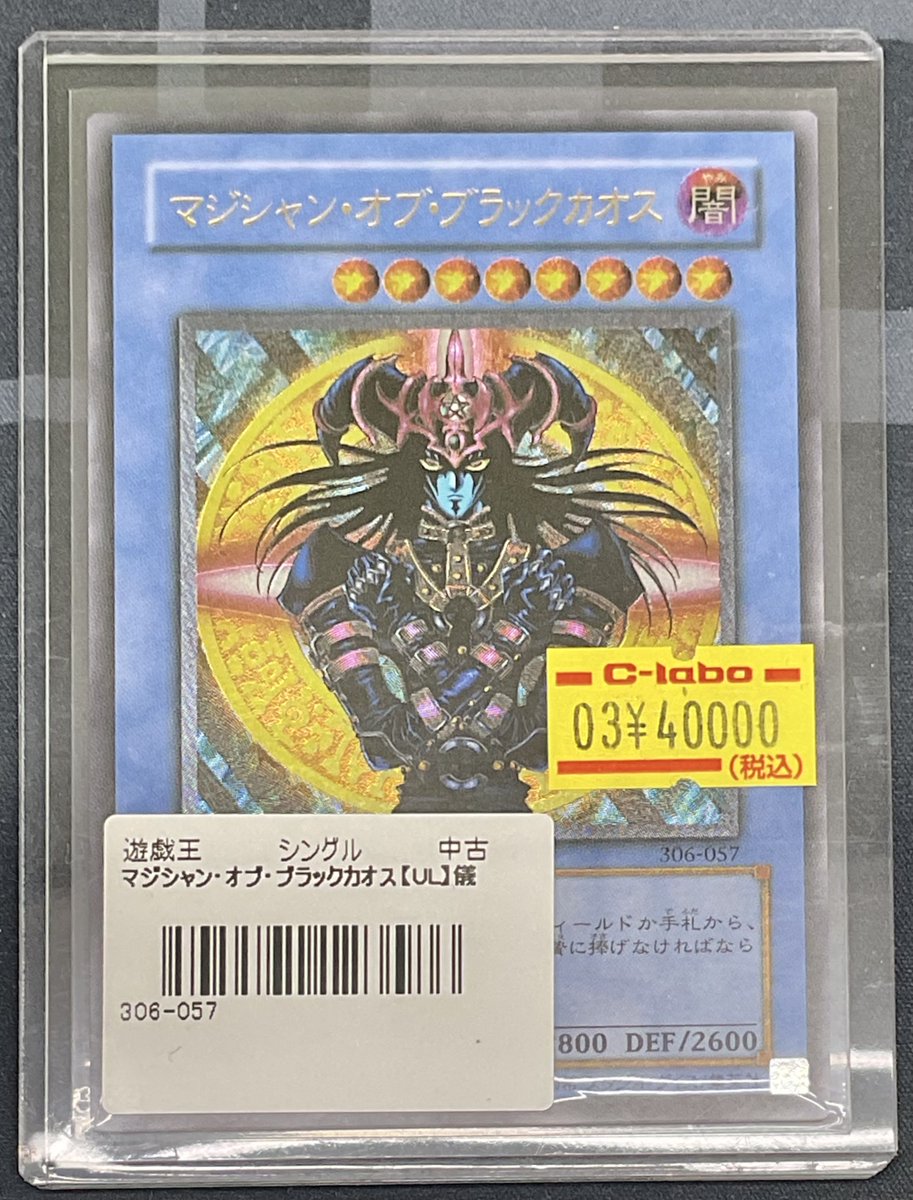 マジシャン・オブ・ブラックカオス
やみ
闇
C-labo
03¥40000
(税込)
306-057
遊戯王 シングル 中古
マジシャン・オブ・ブラックカオス【UL】儀
306-057
ィールドか手札から、
に捧げなければなら
800 DEF/2600